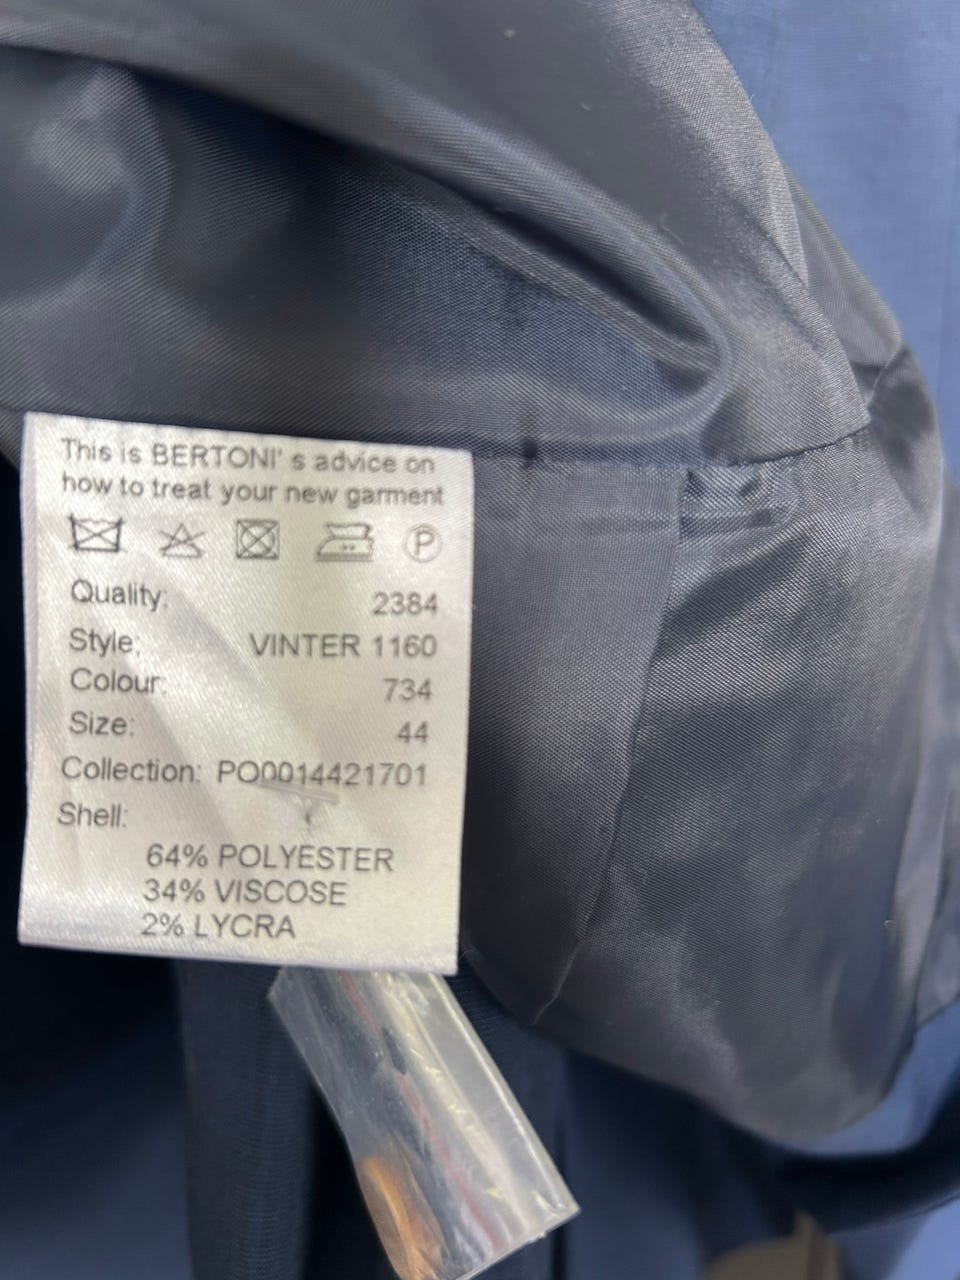 This is BERTONI' s advice on
how to treat your new garment
P
Quality: 2384
Style: VINTER 1160
Colour: 734
Size: 44
Collection: PO0014421701
Shell:
64% POLYESTER
34% VISCOSE
2% LYCRA